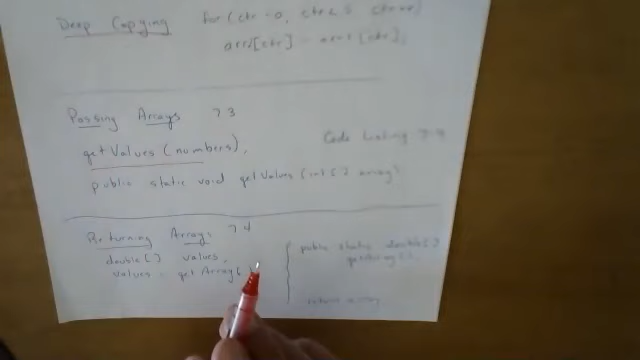 Deep Copying for (ctr = 0, ctr < 5 ctr++)
arr2[ctr] = arr1[ctr];
Passing Arrays 7.3
getValues (numbers), Code Listing
public static void getValues (int[] array)
Returning Arrays 7.4
double[] values,
values = getArray( )
public static double[]
getArray()
return array